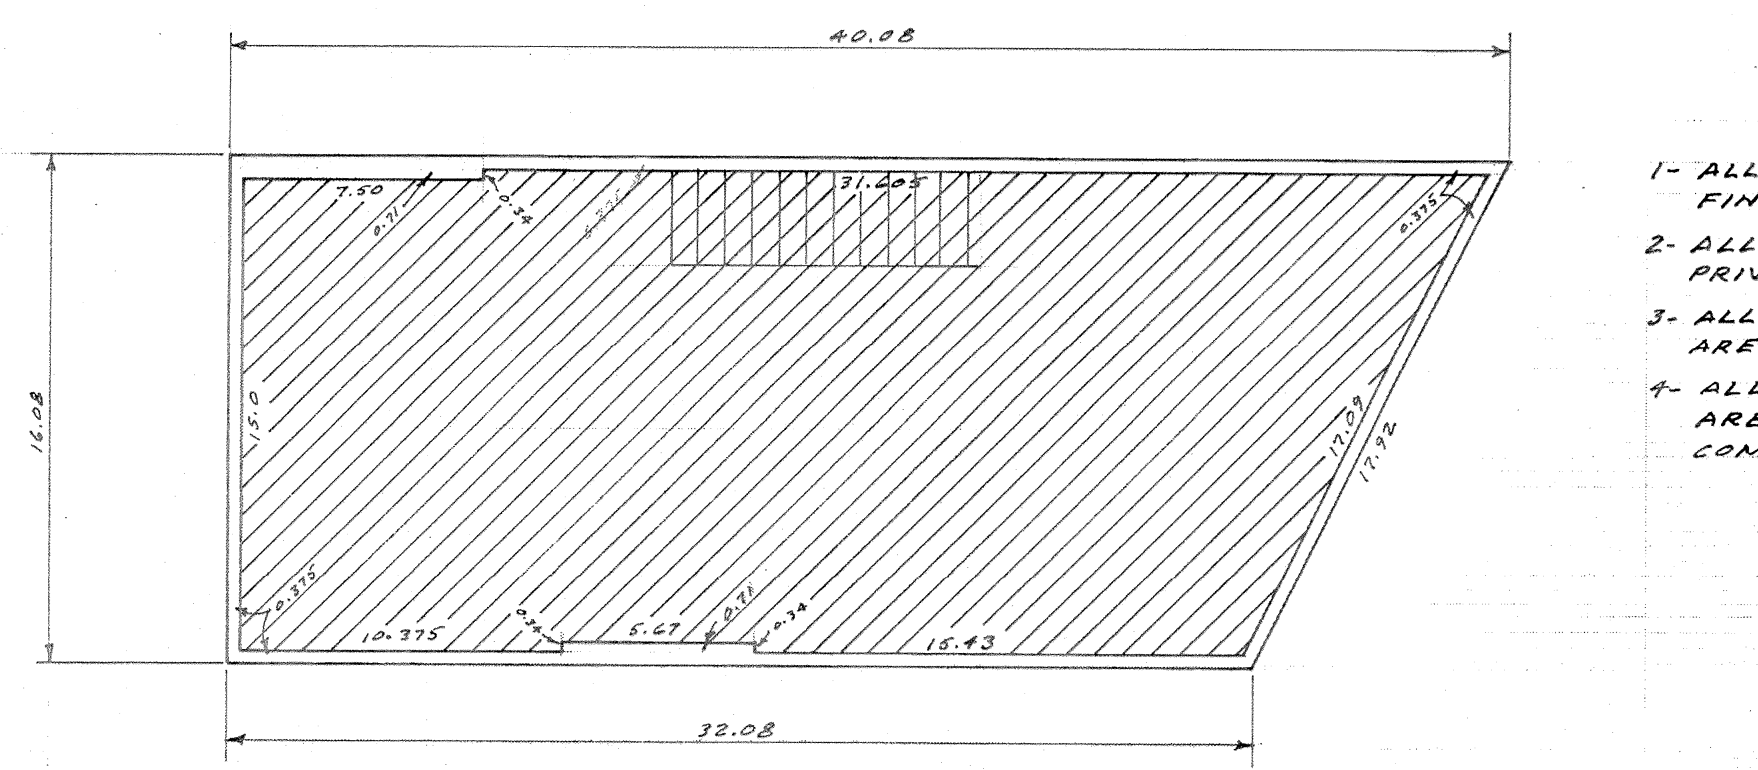 40.08
7.50
0.71
0.34
31.605
0.375
16.08
15.0
17.09
17.92
0.375
10.375
0.34
5.67
0.71
0.34
15.43
32.08
1- ALL
FIN
2- ALL
PRIV
3- ALL
ARE
4- ALL
ARE
COM